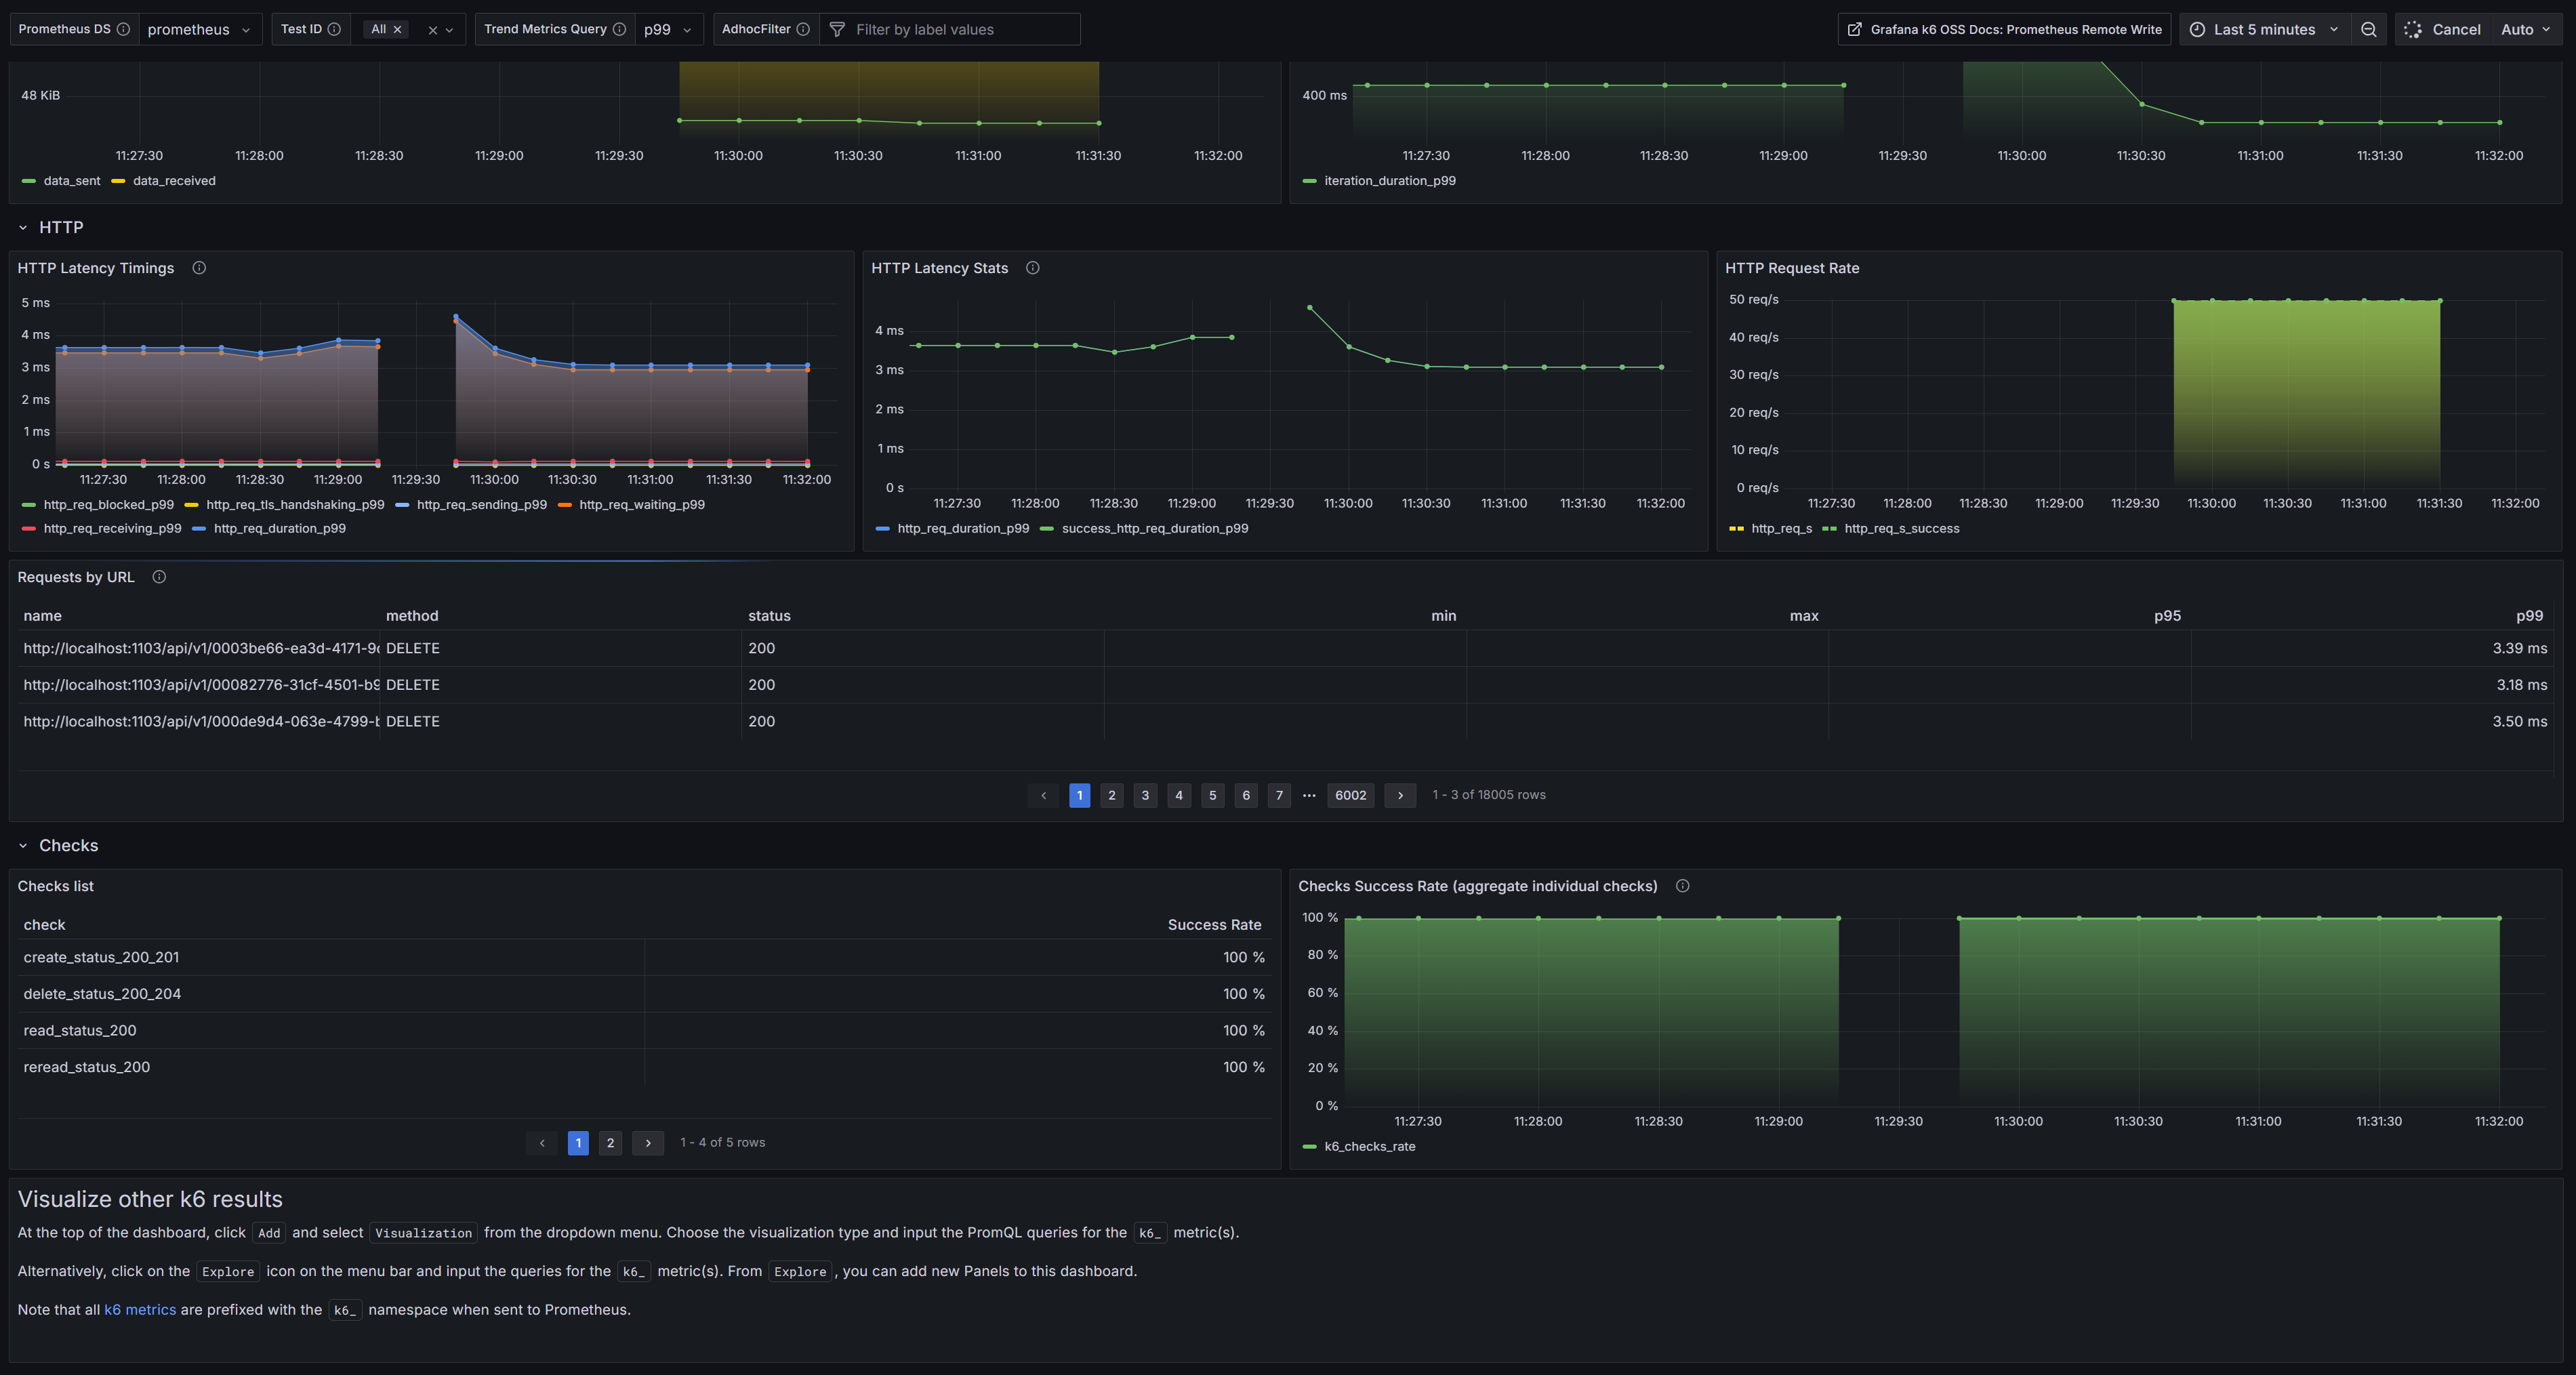 Prometheus DS prometheus Test ID All Trend Metrics Query p99 AdhocFilter Filter by label values Grafana k6 OSS Docs: Prometheus Remote Write Last 5 minutes Cancel Auto
48 KiB
11:27:30 11:28:00 11:28:30 11:29:00 11:29:30 11:30:00 11:30:30 11:31:00 11:31:30 11:32:00
data_sent data_received
400 ms
11:27:30 11:28:00 11:28:30 11:29:00 11:29:30 11:30:00 11:30:30 11:31:00 11:31:30 11:32:00
iteration_duration_p99
HTTP
HTTP Latency Timings
5 ms
4 ms
3 ms
2 ms
1 ms
0 s
11:27:30 11:28:00 11:28:30 11:29:00 11:29:30 11:30:00 11:30:30 11:31:00 11:31:30 11:32:00
http_req_blocked_p99 http_req_tls_handshaking_p99 http_req_sending_p99 http_req_waiting_p99
http_req_receiving_p99 http_req_duration_p99
HTTP Latency Stats
4 ms
3 ms
2 ms
1 ms
0 s
11:27:30 11:28:00 11:28:30 11:29:00 11:29:30 11:30:00 11:30:30 11:31:00 11:31:30 11:32:00
http_req_duration_p99 success_http_req_duration_p99
HTTP Request Rate
50 req/s
40 req/s
30 req/s
20 req/s
10 req/s
0 req/s
11:27:30 11:28:00 11:28:30 11:29:00 11:29:30 11:30:00 11:30:30 11:31:00 11:31:30 11:32:00
http_req_s http_req_s_success
Requests by URL
name method status min max p95 p99
http://localhost:1103/api/v1/0003be66-ea3d-4171-9 DELETE 200 3.39 ms
http://localhost:1103/api/v1/00082776-31cf-4501-b9 DELETE 200 3.18 ms
http://localhost:1103/api/v1/000de9d4-063e-4799- DELETE 200 3.50 ms
1 2 3 4 5 6 7 ... 6002 1 - 3 of 18005 rows
Checks
Checks list
check Success Rate
create_status_200_201 100 %
delete_status_200_204 100 %
read_status_200 100 %
reread_status_200 100 %
1 2 1 - 4 of 5 rows
Checks Success Rate (aggregate individual checks)
100 %
80 %
60 %
40 %
20 %
0 %
11:27:30 11:28:00 11:28:30 11:29:00 11:29:30 11:30:00 11:30:30 11:31:00 11:31:30 11:32:00
k6_checks_rate
Visualize other k6 results
At the top of the dashboard, click Add and select Visualization from the dropdown menu. Choose the visualization type and input the PromQL queries for the k6_ metric(s).
Alternatively, click on the Explore icon on the menu bar and input the queries for the k6_ metric(s). From Explore, you can add new Panels to this dashboard.
Note that all k6 metrics are prefixed with the k6_ namespace when sent to Prometheus.